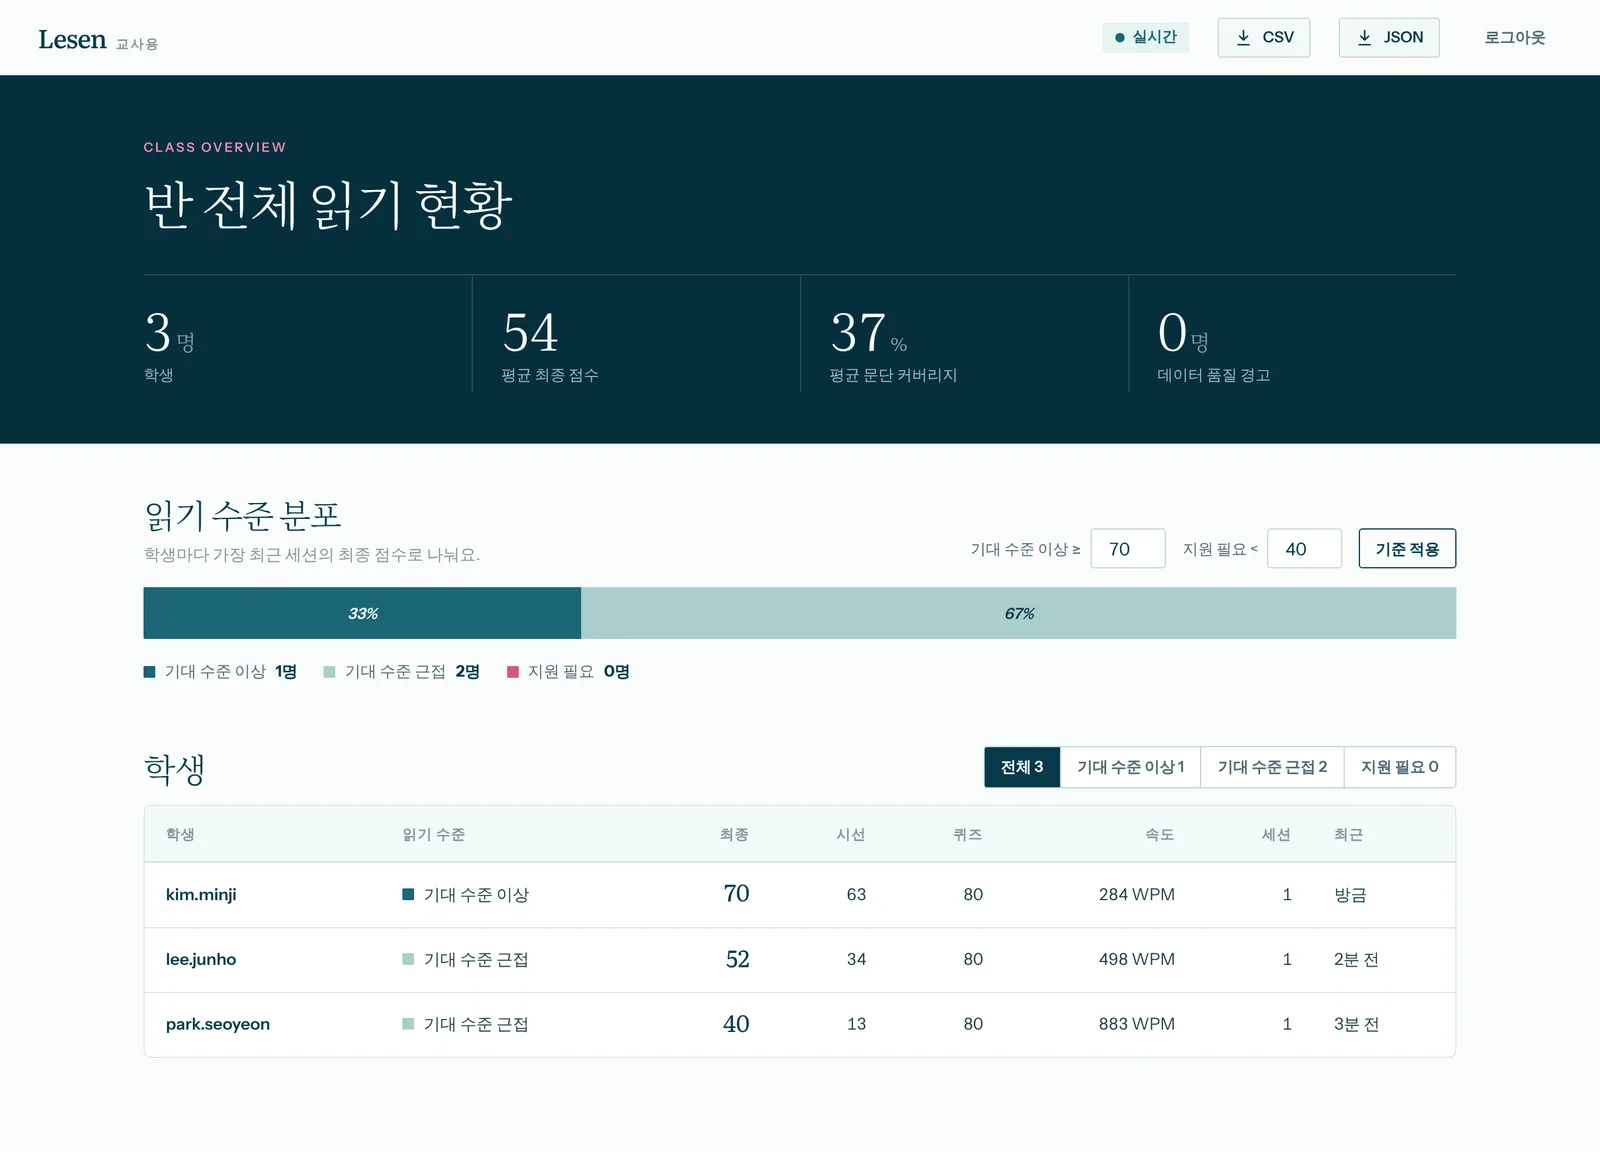 Lesen 교사용 실시간 CSV JSON 로그아웃
CLASS OVERVIEW
반 전체 읽기 현황
3 명 54 37 % 0 명
학생 평균 최종 점수 평균 문단 커버리지 데이터 품질 경고
읽기 수준 분포
학생마다 가장 최근 세션의 최종 점수로 나눠요.
기대 수준 이상 ≥ 70 지원 필요 < 40 기준 적용
33% 67%
기대 수준 이상 1명 기대 수준 근접 2명 지원 필요 0명
학생
전체 3 기대 수준 이상 1 기대 수준 근접 2 지원 필요 0
학생 읽기 수준 최종 시선 퀴즈 속도 세션 최근
kim.minji 기대 수준 이상 70 63 80 284 WPM 1 방금
lee.junho 기대 수준 근접 52 34 80 498 WPM 1 2분 전
park.seoyeon 기대 수준 근접 40 13 80 883 WPM 1 3분 전